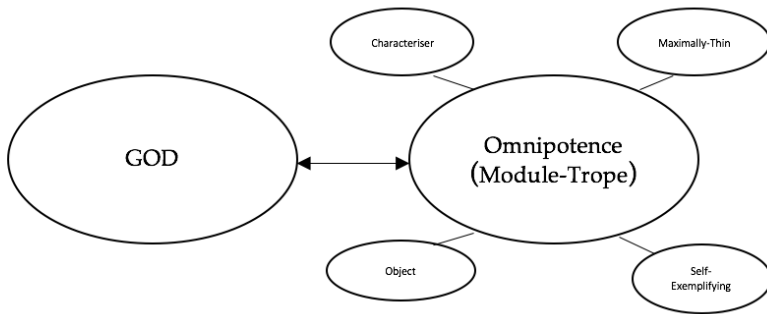 Characteriser
Maximally-Thin
GOD
Omnipotence
(Module-Trope)
Object
Self-
Exemplifying